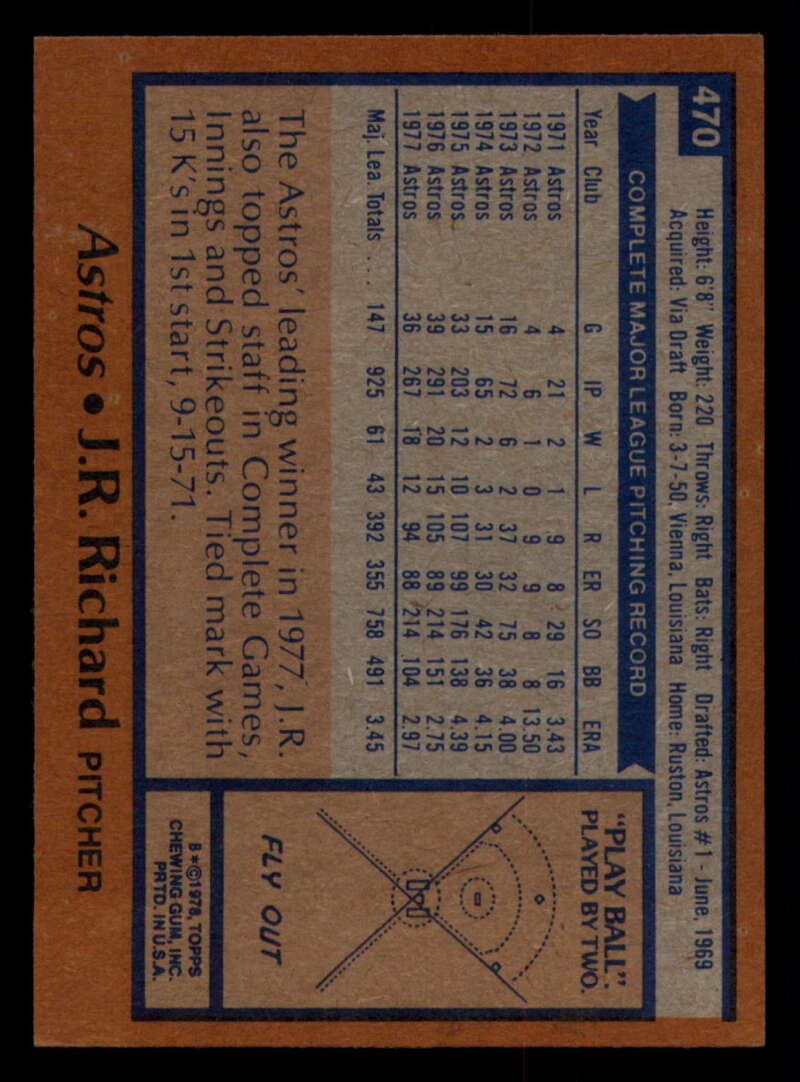 470
Height: 6'8" Weight: 220 Throws: Right Bats: Right Drafted: Astros #1 - June, 1969
Acquired: Via Draft Born: 3-7-50, Vienna, Louisiana Home: Ruston, Louisiana
COMPLETE MAJOR LEAGUE PITCHING RECORD
Year Club G IP W L R ER SO BB ERA
1971 Astros 4 21 2 1 9 8 29 16 3.43
1972 Astros 4 6 1 0 9 9 8 8 13.50
1973 Astros 16 72 6 2 37 32 75 38 4.00
1974 Astros 15 65 2 3 31 30 42 36 4.15
1975 Astros 33 203 12 10 107 99 176 138 4.39
1976 Astros 39 291 20 15 105 89 214 151 2.75
1977 Astros 36 267 18 12 94 88 214 104 2.97
Maj. Lea. Totals ... 147 925 61 43 392 355 758 491 3.45
The Astros' leading winner in 1977, J.R.
also topped staff in Complete Games,
Innings and Strikeouts. Tied mark with
15 K's in 1st start, 9-15-71.
"PLAY BALL".
PLAYED BY TWO.
FLY OUT
B*©1978, TOPPS
CHEWING GUM, INC.
PRTD. IN U.S.A.
Astros • J.R. Richard PITCHER